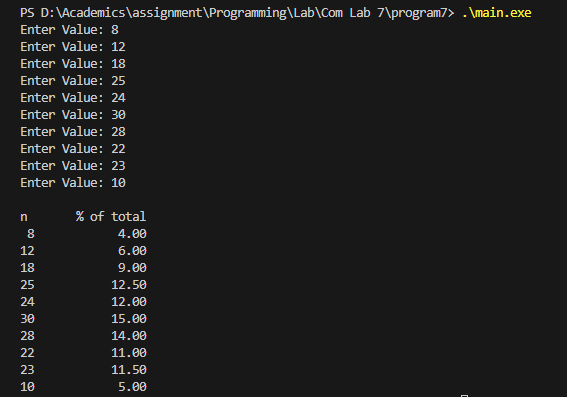 PS D:\Academics\assignment\Programming\Lab\Com Lab 7\program7> .\main.exe
Enter Value: 8
Enter Value: 12
Enter Value: 18
Enter Value: 25
Enter Value: 24
Enter Value: 30
Enter Value: 28
Enter Value: 22
Enter Value: 23
Enter Value: 10

n       % of total
 8            4.00
12            6.00
18            9.00
25           12.50
24           12.00
30           15.00
28           14.00
22           11.00
23           11.50
10            5.00